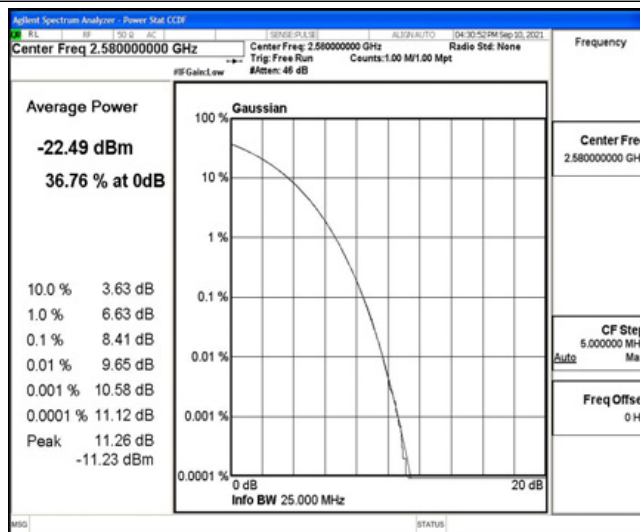 Agilent Spectrum Analyzer - Power Stat CCDF
RL RF 50 Ω AC SENSE:PULSE ALIGN AUTO 04:30:52 PM Sep 10, 2021
Center Freq 2.580000000 GHz
Center Freq: 2.580000000 GHz Radio Std: None
Trig: Free Run Counts:1.00 M/1.00 Mpt
#IFGain:Low #Atten: 46 dB
Frequency
Average Power
-22.49 dBm
36.76 % at 0dB
10.0 % 3.63 dB
1.0 % 6.63 dB
0.1 % 8.41 dB
0.01 % 9.65 dB
0.001 % 10.58 dB
0.0001 % 11.12 dB
Peak 11.26 dB
-11.23 dBm
Gaussian
100 %
10 %
1 %
0.1 %
0.01 %
0.001 %
0.0001 %
0 dB 20 dB
Info BW 25.000 MHz
Center Fre
2.580000000 GH
CF Step
5.000000 MH
Auto Ma
Freq Offse
0 H
MSG STATUS